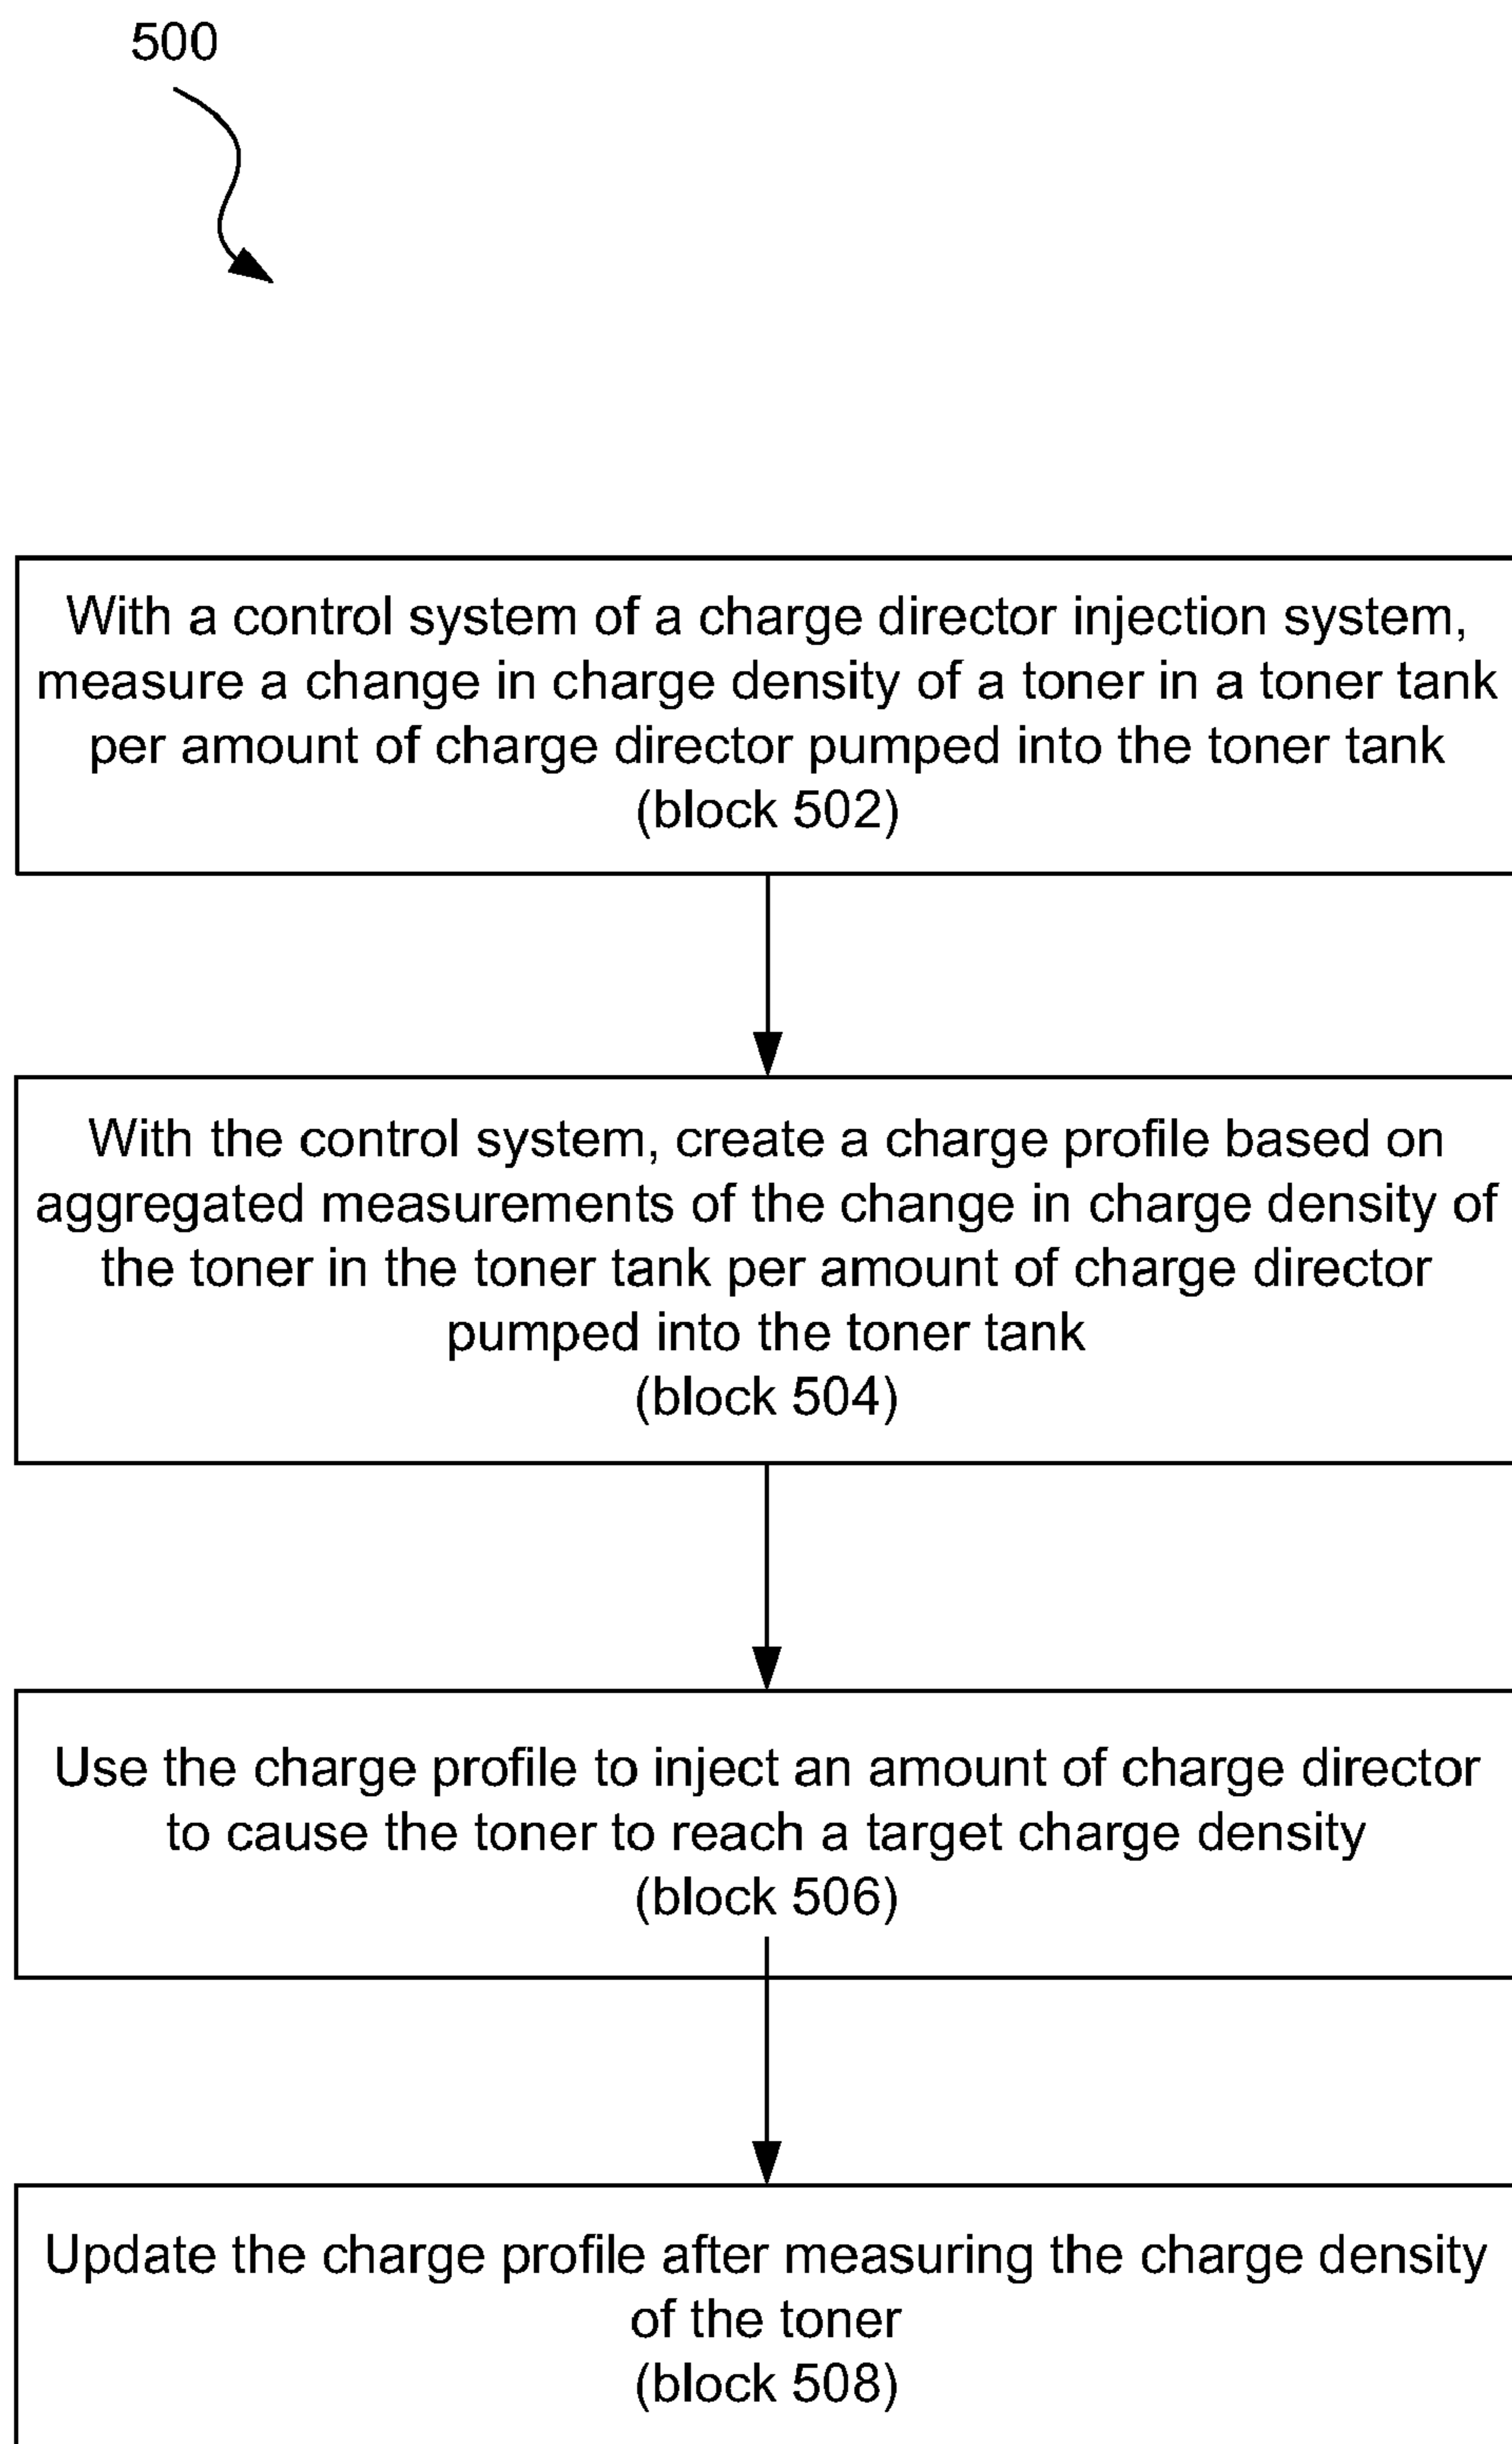 500
With a control system of a charge director injection system,
measure a change in charge density of a toner in a toner tank
per amount of charge director pumped into the toner tank
(block 502)
With the control system, create a charge profile based on
aggregated measurements of the change in charge density of
the toner in the toner tank per amount of charge director
pumped into the toner tank
(block 504)
Use the charge profile to inject an amount of charge director
to cause the toner to reach a target charge density
(block 506)
Update the charge profile after measuring the charge density
of the toner
(block 508)